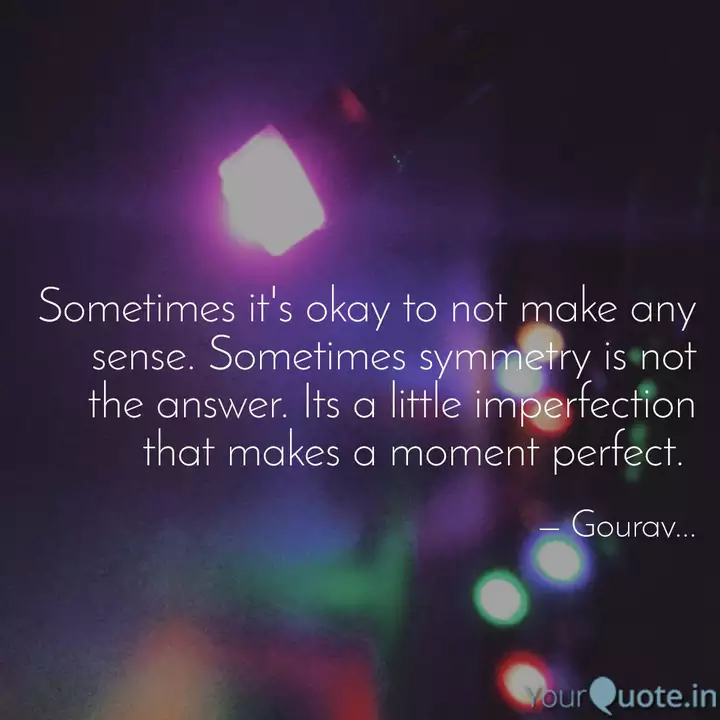 Sometimes it's okay to not make any
sense. Sometimes symmetry is not
the answer. Its a little imperfection
that makes a moment perfect.
– Gourav...
YourQuote.in